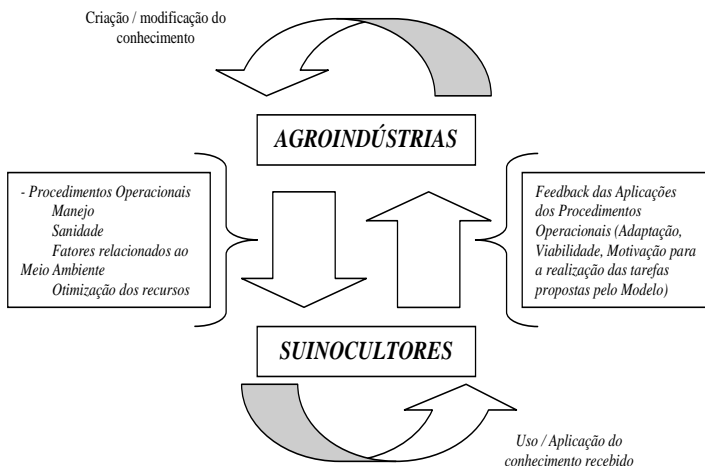 Criação / modificação do
conhecimento
AGROINDÚSTRIAS
- Procedimentos Operacionais
Manejo
Sanidade
Fatores relacionados ao
Meio Ambiente
Otimização dos recursos
Feedback das Aplicações
dos Procedimentos
Operacionais (Adaptação,
Viabilidade, Motivação para
a realização das tarefas
propostas pelo Modelo)
SUINOCULTORES
Uso / Aplicação do
conhecimento recebido